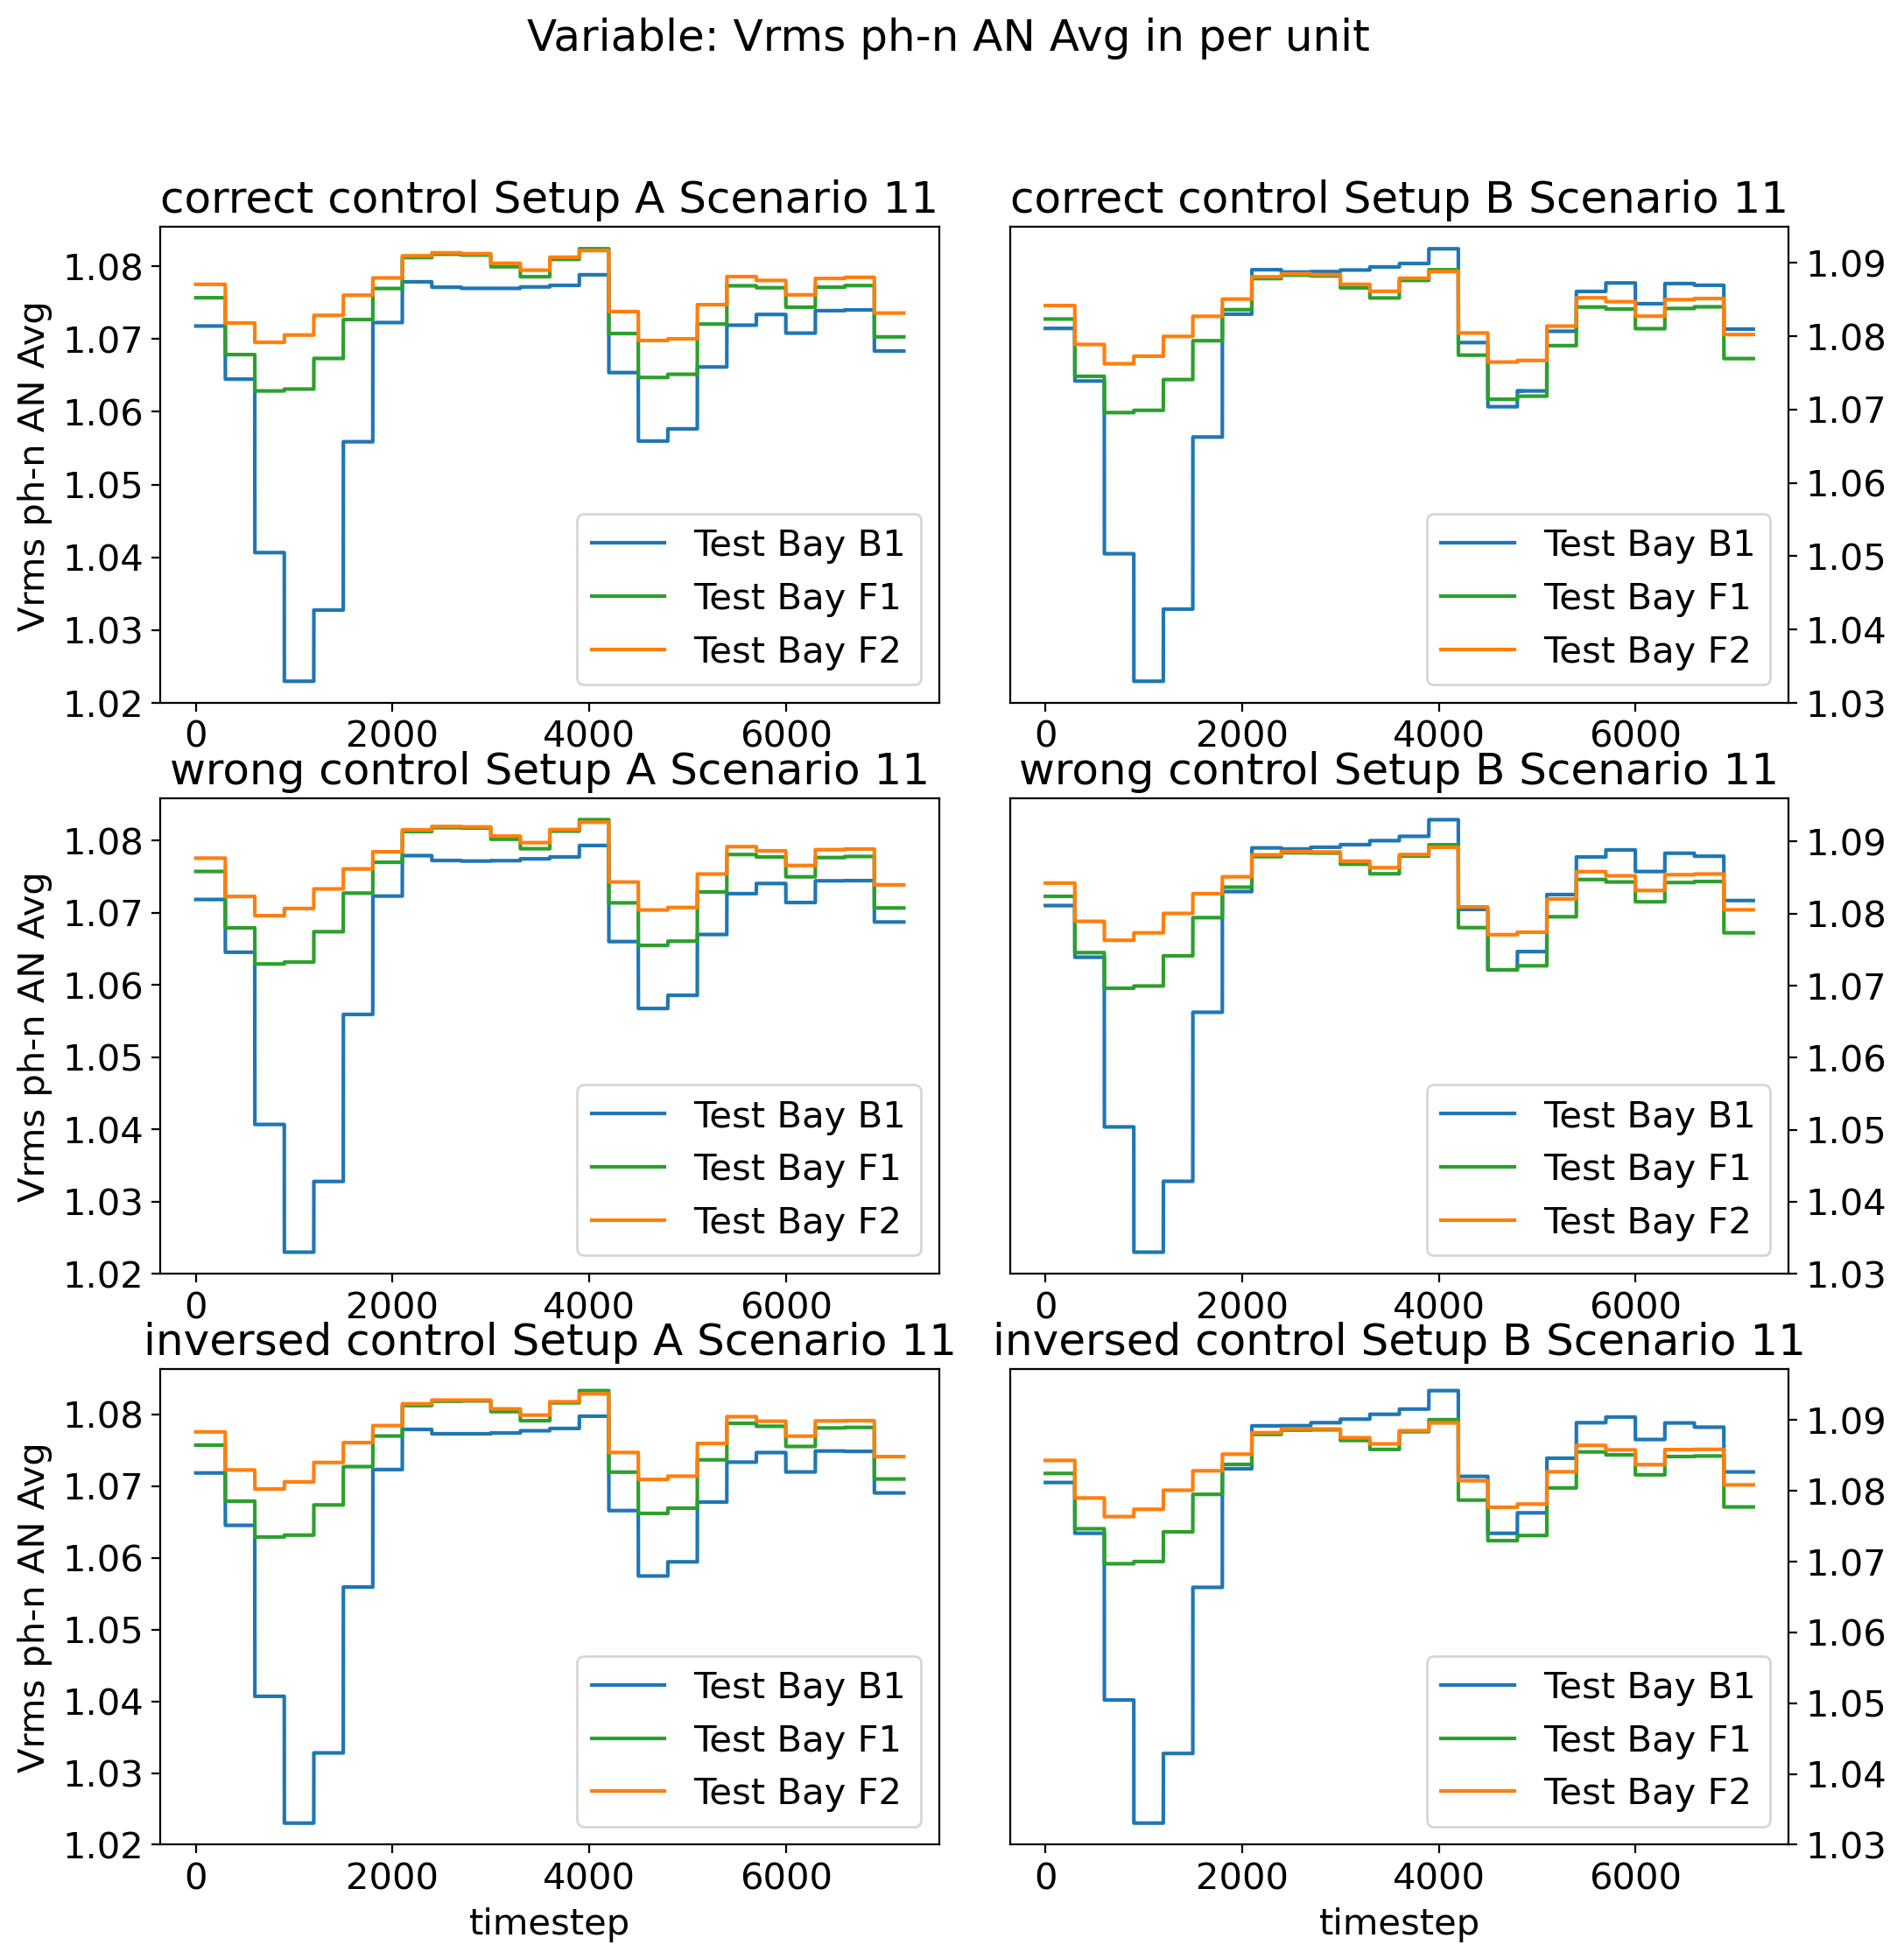 Variable: Vrms ph-n AN Avg in per unit
correct control Setup A Scenario 11
correct control Setup B Scenario 11
Vrms ph-n AN Avg
1.08
1.07
1.06
1.05
1.04
1.03
1.02
0 2000 4000 6000
Test Bay B1
Test Bay F1
Test Bay F2
1.09
1.08
1.07
1.06
1.05
1.04
1.03
0 2000 4000 6000
Test Bay B1
Test Bay F1
Test Bay F2
wrong control Setup A Scenario 11
wrong control Setup B Scenario 11
Vrms ph-n AN Avg
1.08
1.07
1.06
1.05
1.04
1.03
1.02
0 2000 4000 6000
Test Bay B1
Test Bay F1
Test Bay F2
1.09
1.08
1.07
1.06
1.05
1.04
1.03
0 2000 4000 6000
Test Bay B1
Test Bay F1
Test Bay F2
inversed control Setup A Scenario 11
inversed control Setup B Scenario 11
Vrms ph-n AN Avg
1.08
1.07
1.06
1.05
1.04
1.03
1.02
0 2000 4000 6000
timestep
Test Bay B1
Test Bay F1
Test Bay F2
1.09
1.08
1.07
1.06
1.05
1.04
1.03
0 2000 4000 6000
timestep
Test Bay B1
Test Bay F1
Test Bay F2